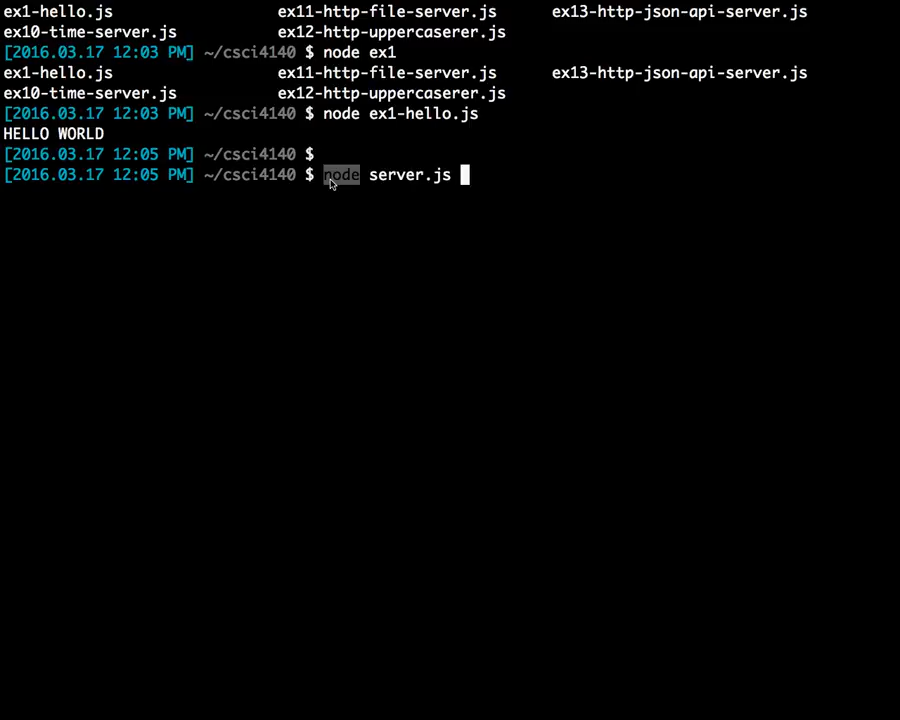 ex1-hello.js ex11-http-file-server.js ex13-http-json-api-server.js
ex10-time-server.js ex12-http-uppercaserer.js
[2016.03.17 12:03 PM] ~/csci4140 $ node ex1
ex1-hello.js ex11-http-file-server.js ex13-http-json-api-server.js
ex10-time-server.js ex12-http-uppercaserer.js
[2016.03.17 12:03 PM] ~/csci4140 $ node ex1-hello.js
HELLO WORLD
[2016.03.17 12:05 PM] ~/csci4140 $
[2016.03.17 12:05 PM] ~/csci4140 $ node server.js